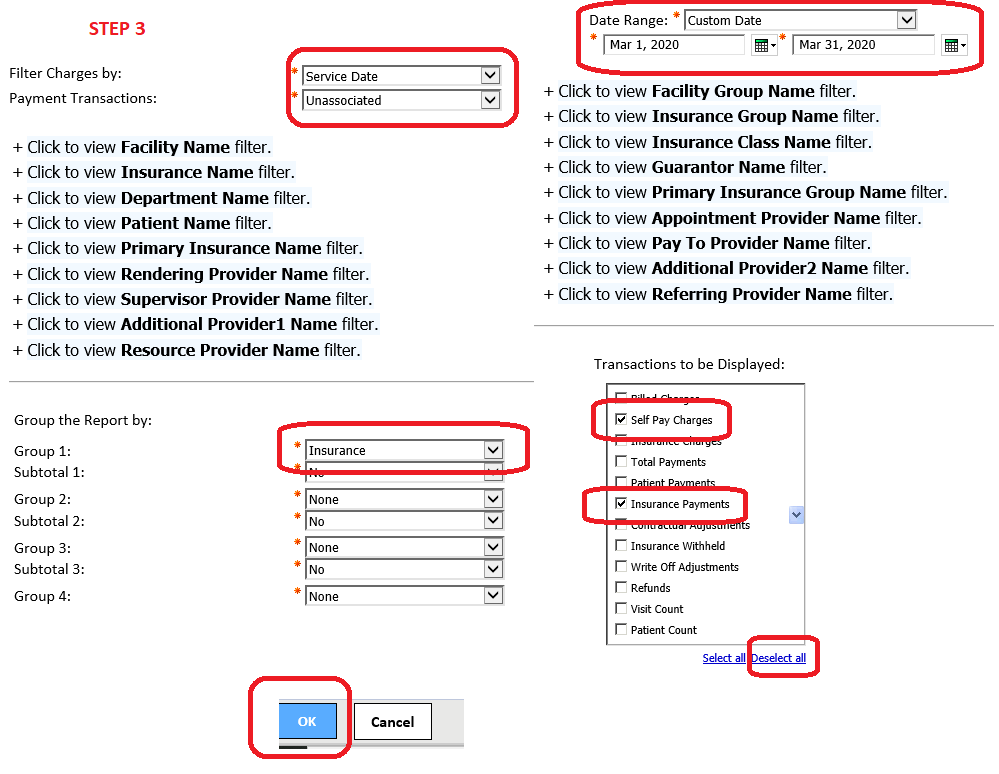 STEP 3
Filter Charges by: * Service Date
Payment Transactions: * Unassociated
+ Click to view Facility Name filter.
+ Click to view Insurance Name filter.
+ Click to view Department Name filter.
+ Click to view Patient Name filter.
+ Click to view Primary Insurance Name filter.
+ Click to view Rendering Provider Name filter.
+ Click to view Supervisor Provider Name filter.
+ Click to view Additional Provider1 Name filter.
+ Click to view Resource Provider Name filter.
Date Range: * Custom Date
* Mar 1, 2020 * Mar 31, 2020
+ Click to view Facility Group Name filter.
+ Click to view Insurance Group Name filter.
+ Click to view Insurance Class Name filter.
+ Click to view Guarantor Name filter.
+ Click to view Primary Insurance Group Name filter.
+ Click to view Appointment Provider Name filter.
+ Click to view Pay To Provider Name filter.
+ Click to view Additional Provider2 Name filter.
+ Click to view Referring Provider Name filter.
Group the Report by:
Group 1: * Insurance
Subtotal 1: * No
Group 2: * None
Subtotal 2: * No
Group 3: * None
Subtotal 3: * No
Group 4: * None
Transactions to be Displayed:
Billed Charges
Self Pay Charges
Insurance Charges
Total Payments
Patient Payments
Insurance Payments
Contractual Adjustments
Insurance Withheld
Write Off Adjustments
Refunds
Visit Count
Patient Count
Select all Deselect all
OK Cancel